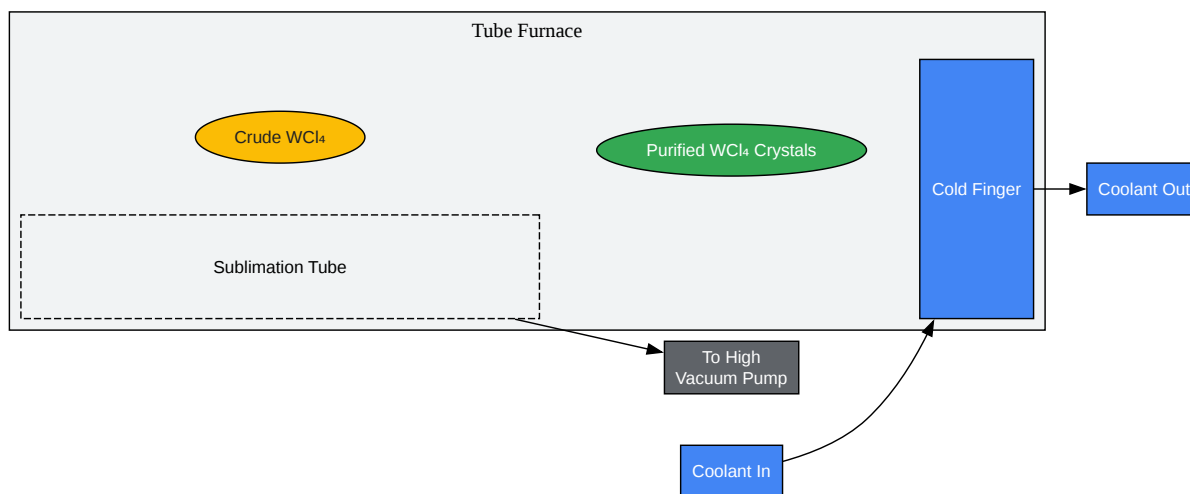 Tube Furnace
Crude WCl₄
Purified WCl₄ Crystals
Cold Finger
Coolant Out
Sublimation Tube
To High
Vacuum Pump
Coolant In